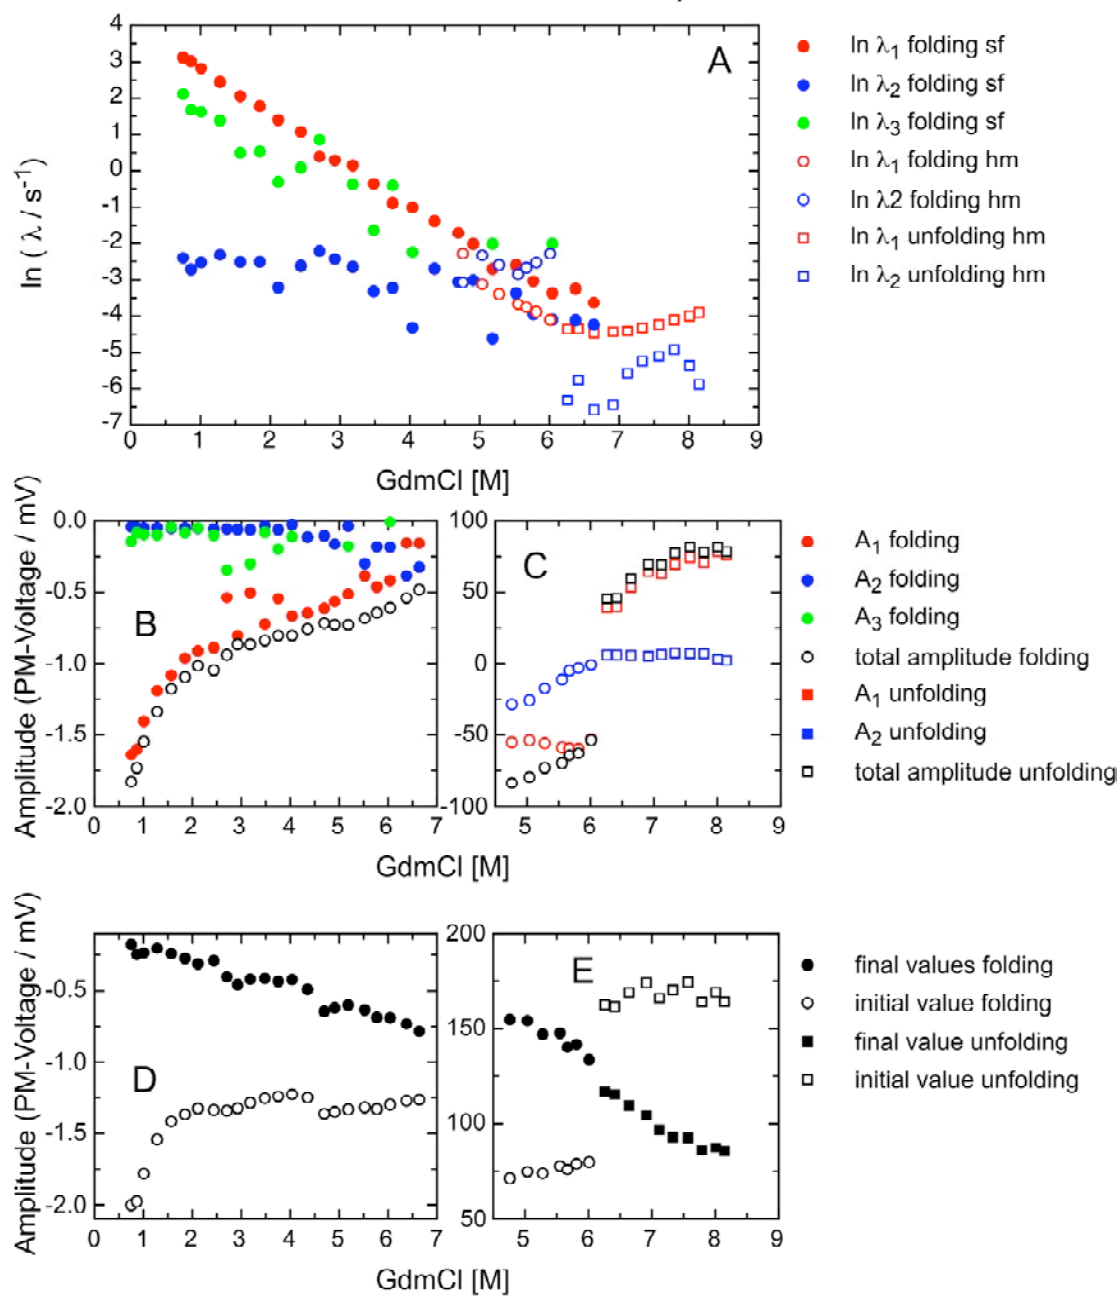 A
4
3
2
1
0
-1
-2
-3
-4
-5
-6
-7
ln ( λ / s⁻¹)
0 1 2 3 4 5 6 7 8 9
GdmCl [M]
ln λ₁ folding sf
ln λ₂ folding sf
ln λ₃ folding sf
ln λ₁ folding hm
ln λ2 folding hm
ln λ₁ unfolding hm
ln λ₂ unfolding hm
B
0.0
-0.5
-1.0
-1.5
-2.0
Amplitude (PM-Voltage / mV)
0 1 2 3 4 5 6 7
C
100
50
0
-50
-100
5 6 7 8 9
GdmCl [M]
A₁ folding
A₂ folding
A₃ folding
total amplitude folding
A₁ unfolding
A₂ unfolding
total amplitude unfolding
D
-0.5
-1.0
-1.5
-2.0
Amplitude (PM-Voltage / mV)
0 1 2 3 4 5 6 7
E
200
150
100
50
5 6 7 8 9
GdmCl [M]
final values folding
initial value folding
final value unfolding
initial value unfolding